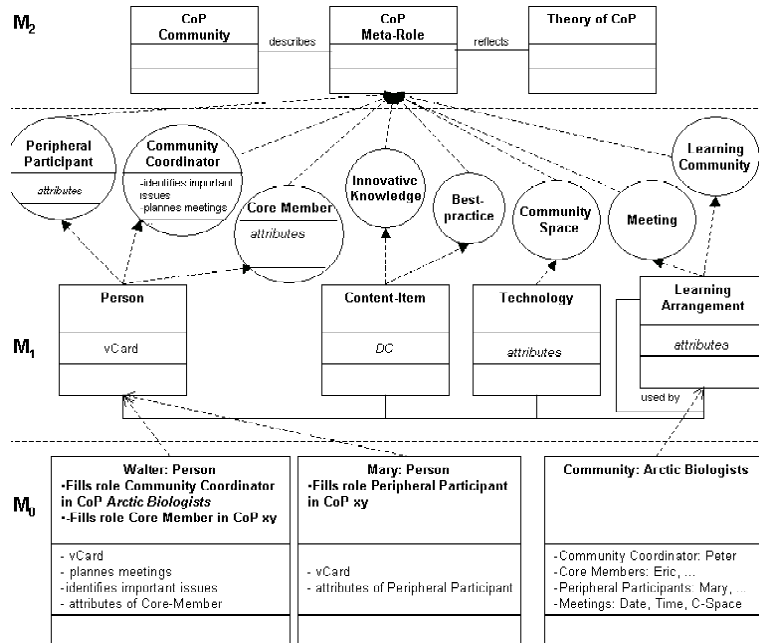 M2
CoP
Community
describes
CoP
Meta-Role
reflects
Theory of CoP
Peripheral
Participant
attributes
Community
Coordinator
-identifies important
issues
-plannes meetings
Core Member
attributes
Innovative
Knowledge
Best-
practice
Community
Space
Meeting
Learning
Community
M1
Person
vCard
Content-Item
DC
Technology
attributes
Learning
Arrangement
attributes
used by
M0
Walter: Person
•Fills role Community Coordinator
in CoP Arctic Biologists
•-Fills role Core Member in CoP xy
- vCard
- plannes meetings
-identifies important issues
- attributes of Core-Member
Mary: Person
•Fills role Peripheral Participant
in CoP xy
- vCard
- attributes of Peripheral Participant
Community: Arctic Biologists
-Community Coordinator: Peter
-Core Members: Eric, ...
-Peripheral Participants: Mary, ...
-Meetings: Date, Time, C-Space